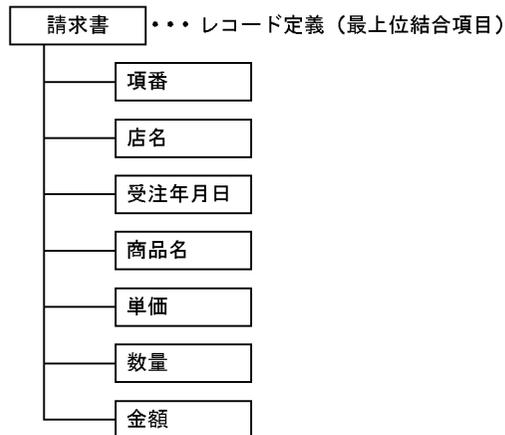 請求書・・・レコード定義（最上位結合項目）
項番
店名
受注年月日
商品名
単価
数量
金額